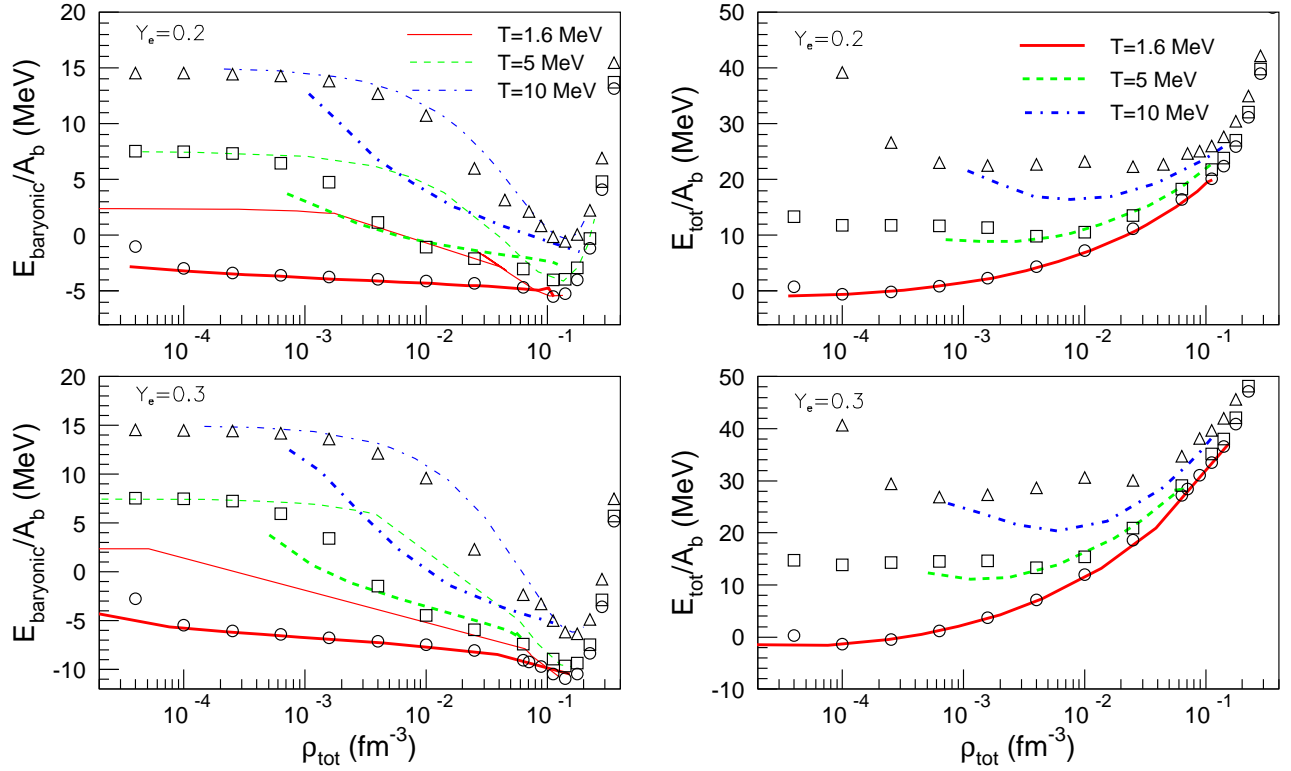 Y_e=0.2
T=1.6 MeV
T=5 MeV
T=10 MeV
E_baryonic/A_b (MeV)
20
15
10
5
0
-5
10^-4 10^-3 10^-2 10^-1
Y_e=0.2
T=1.6 MeV
T=5 MeV
T=10 MeV
E_tot/A_b (MeV)
50
40
30
20
10
0
10^-4 10^-3 10^-2 10^-1
Y_e=0.3
E_baryonic/A_b (MeV)
20
15
10
5
0
-5
-10
10^-4 10^-3 10^-2 10^-1
ρ_tot (fm^-3)
Y_e=0.3
E_tot/A_b (MeV)
50
40
30
20
10
0
-10
10^-4 10^-3 10^-2 10^-1
ρ_tot (fm^-3)